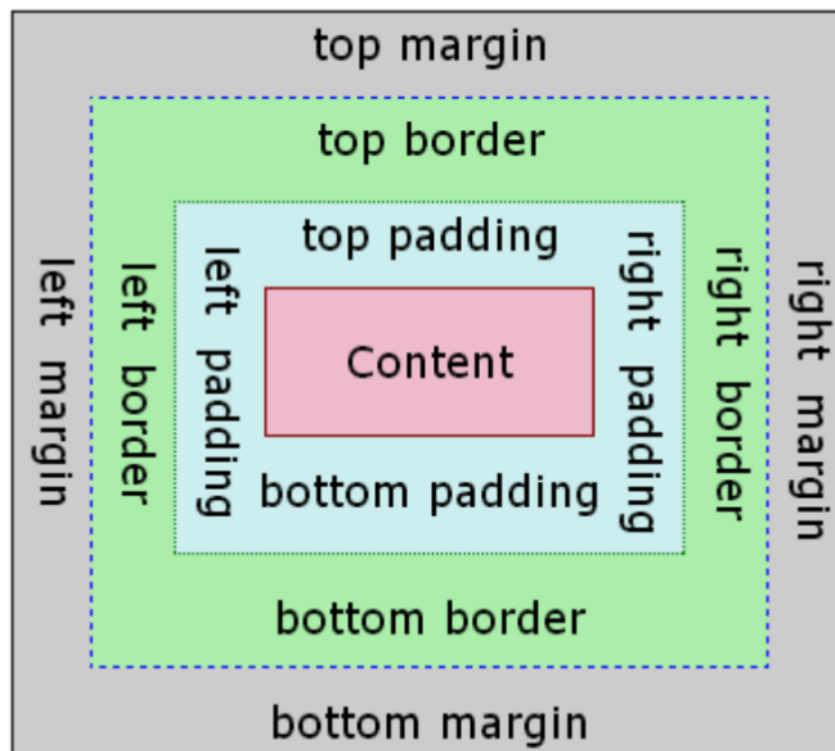 top margin
top border
top padding
left margin
left border
left padding
Content
right padding
right border
right margin
bottom padding
bottom border
bottom margin